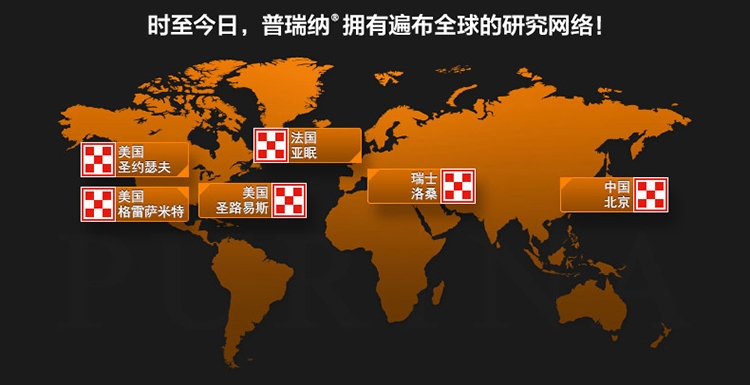 时至今日，普瑞纳®拥有遍布全球的研究网络！
法国
亚眠
美国
圣约瑟夫
瑞士
洛桑
中国
北京
美国
格雷萨米特
美国
圣路易斯
PURINA